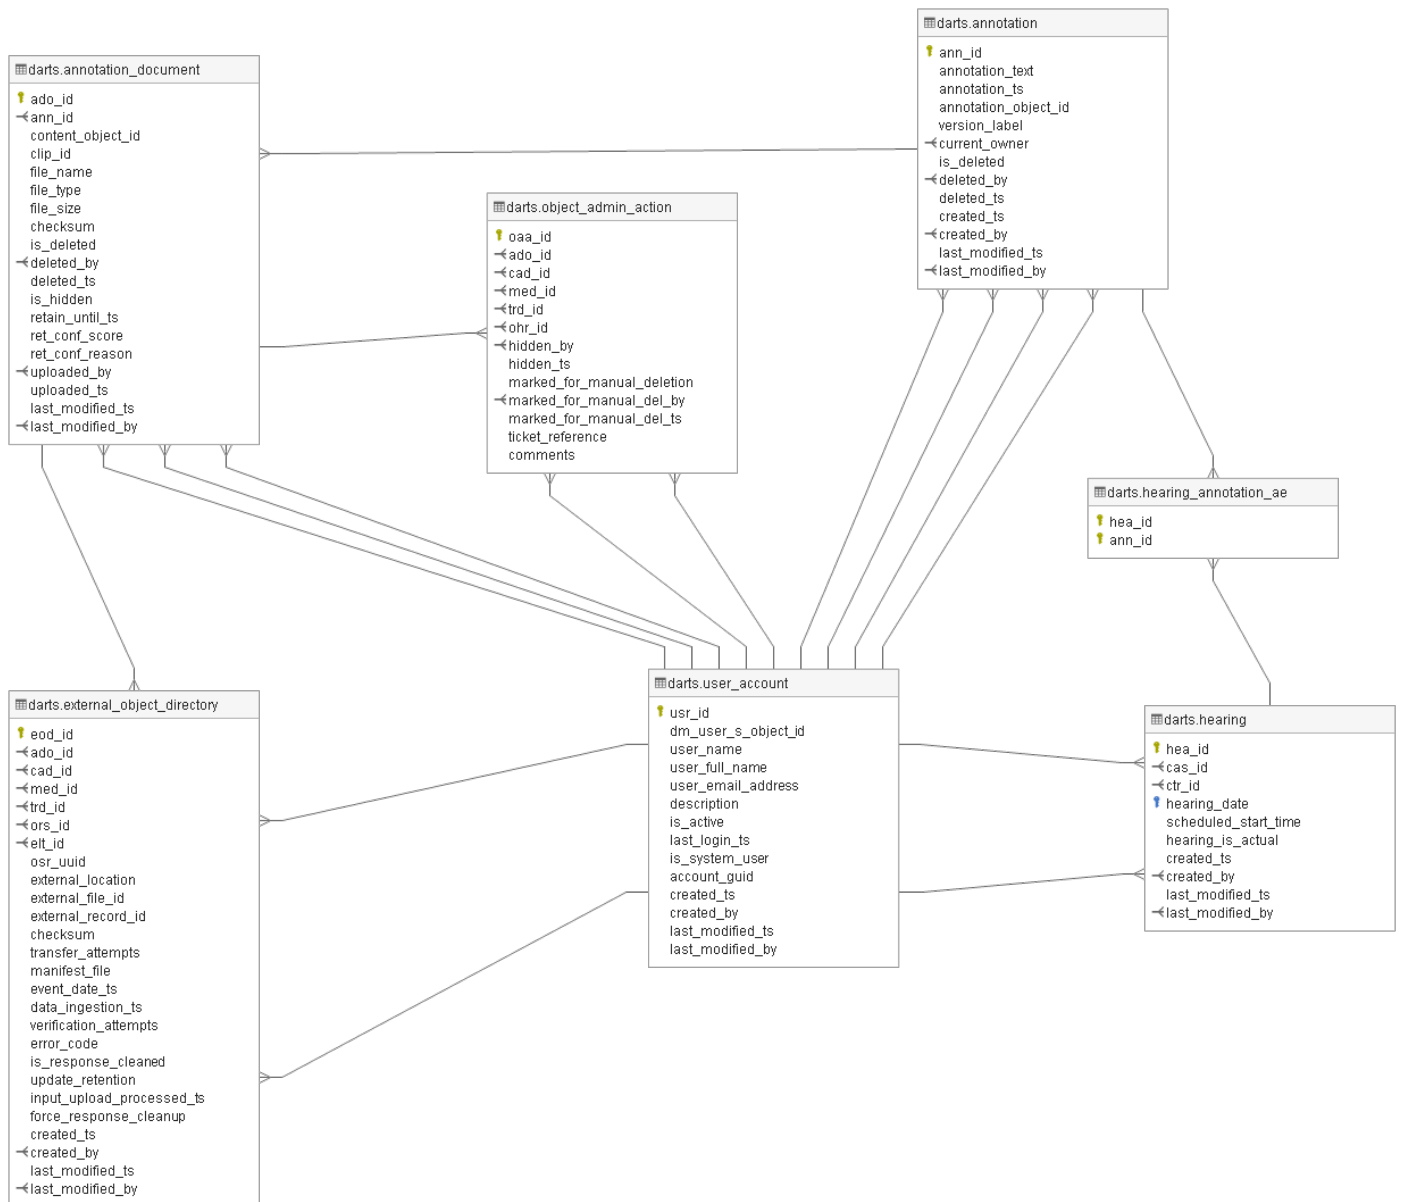 darts.annotation
ann_id
annotation_text
annotation_ts
annotation_object_id
version_label
current_owner
is_deleted
deleted_by
deleted_ts
created_ts
created_by
last_modified_ts
last_modified_by
darts.annotation_document
ado_id
ann_id
content_object_id
clip_id
file_name
file_type
file_size
checksum
is_deleted
deleted_by
deleted_ts
is_hidden
retain_until_ts
ret_conf_score
ret_conf_reason
uploaded_by
uploaded_ts
last_modified_ts
last_modified_by
darts.object_admin_action
oaa_id
ado_id
cad_id
med_id
trd_id
ohr_id
hidden_by
hidden_ts
marked_for_manual_deletion
marked_for_manual_del_by
marked_for_manual_del_ts
ticket_reference
comments
darts.hearing_annotation_ae
hea_id
ann_id
darts.user_account
usr_id
dm_user_s_object_id
user_name
user_full_name
user_email_address
description
is_active
last_login_ts
is_system_user
account_guid
created_ts
created_by
last_modified_ts
last_modified_by
darts.external_object_directory
eod_id
ado_id
cad_id
med_id
trd_id
ors_id
elt_id
osr_uuid
external_location
external_file_id
external_record_id
checksum
transfer_attempts
manifest_file
event_date_ts
data_ingestion_ts
verification_attempts
error_code
is_response_cleaned
update_retention
input_upload_processed_ts
force_response_cleanup
created_ts
created_by
last_modified_ts
last_modified_by
darts.hearing
hea_id
cas_id
ctr_id
hearing_date
scheduled_start_time
hearing_is_actual
created_ts
created_by
last_modified_ts
last_modified_by